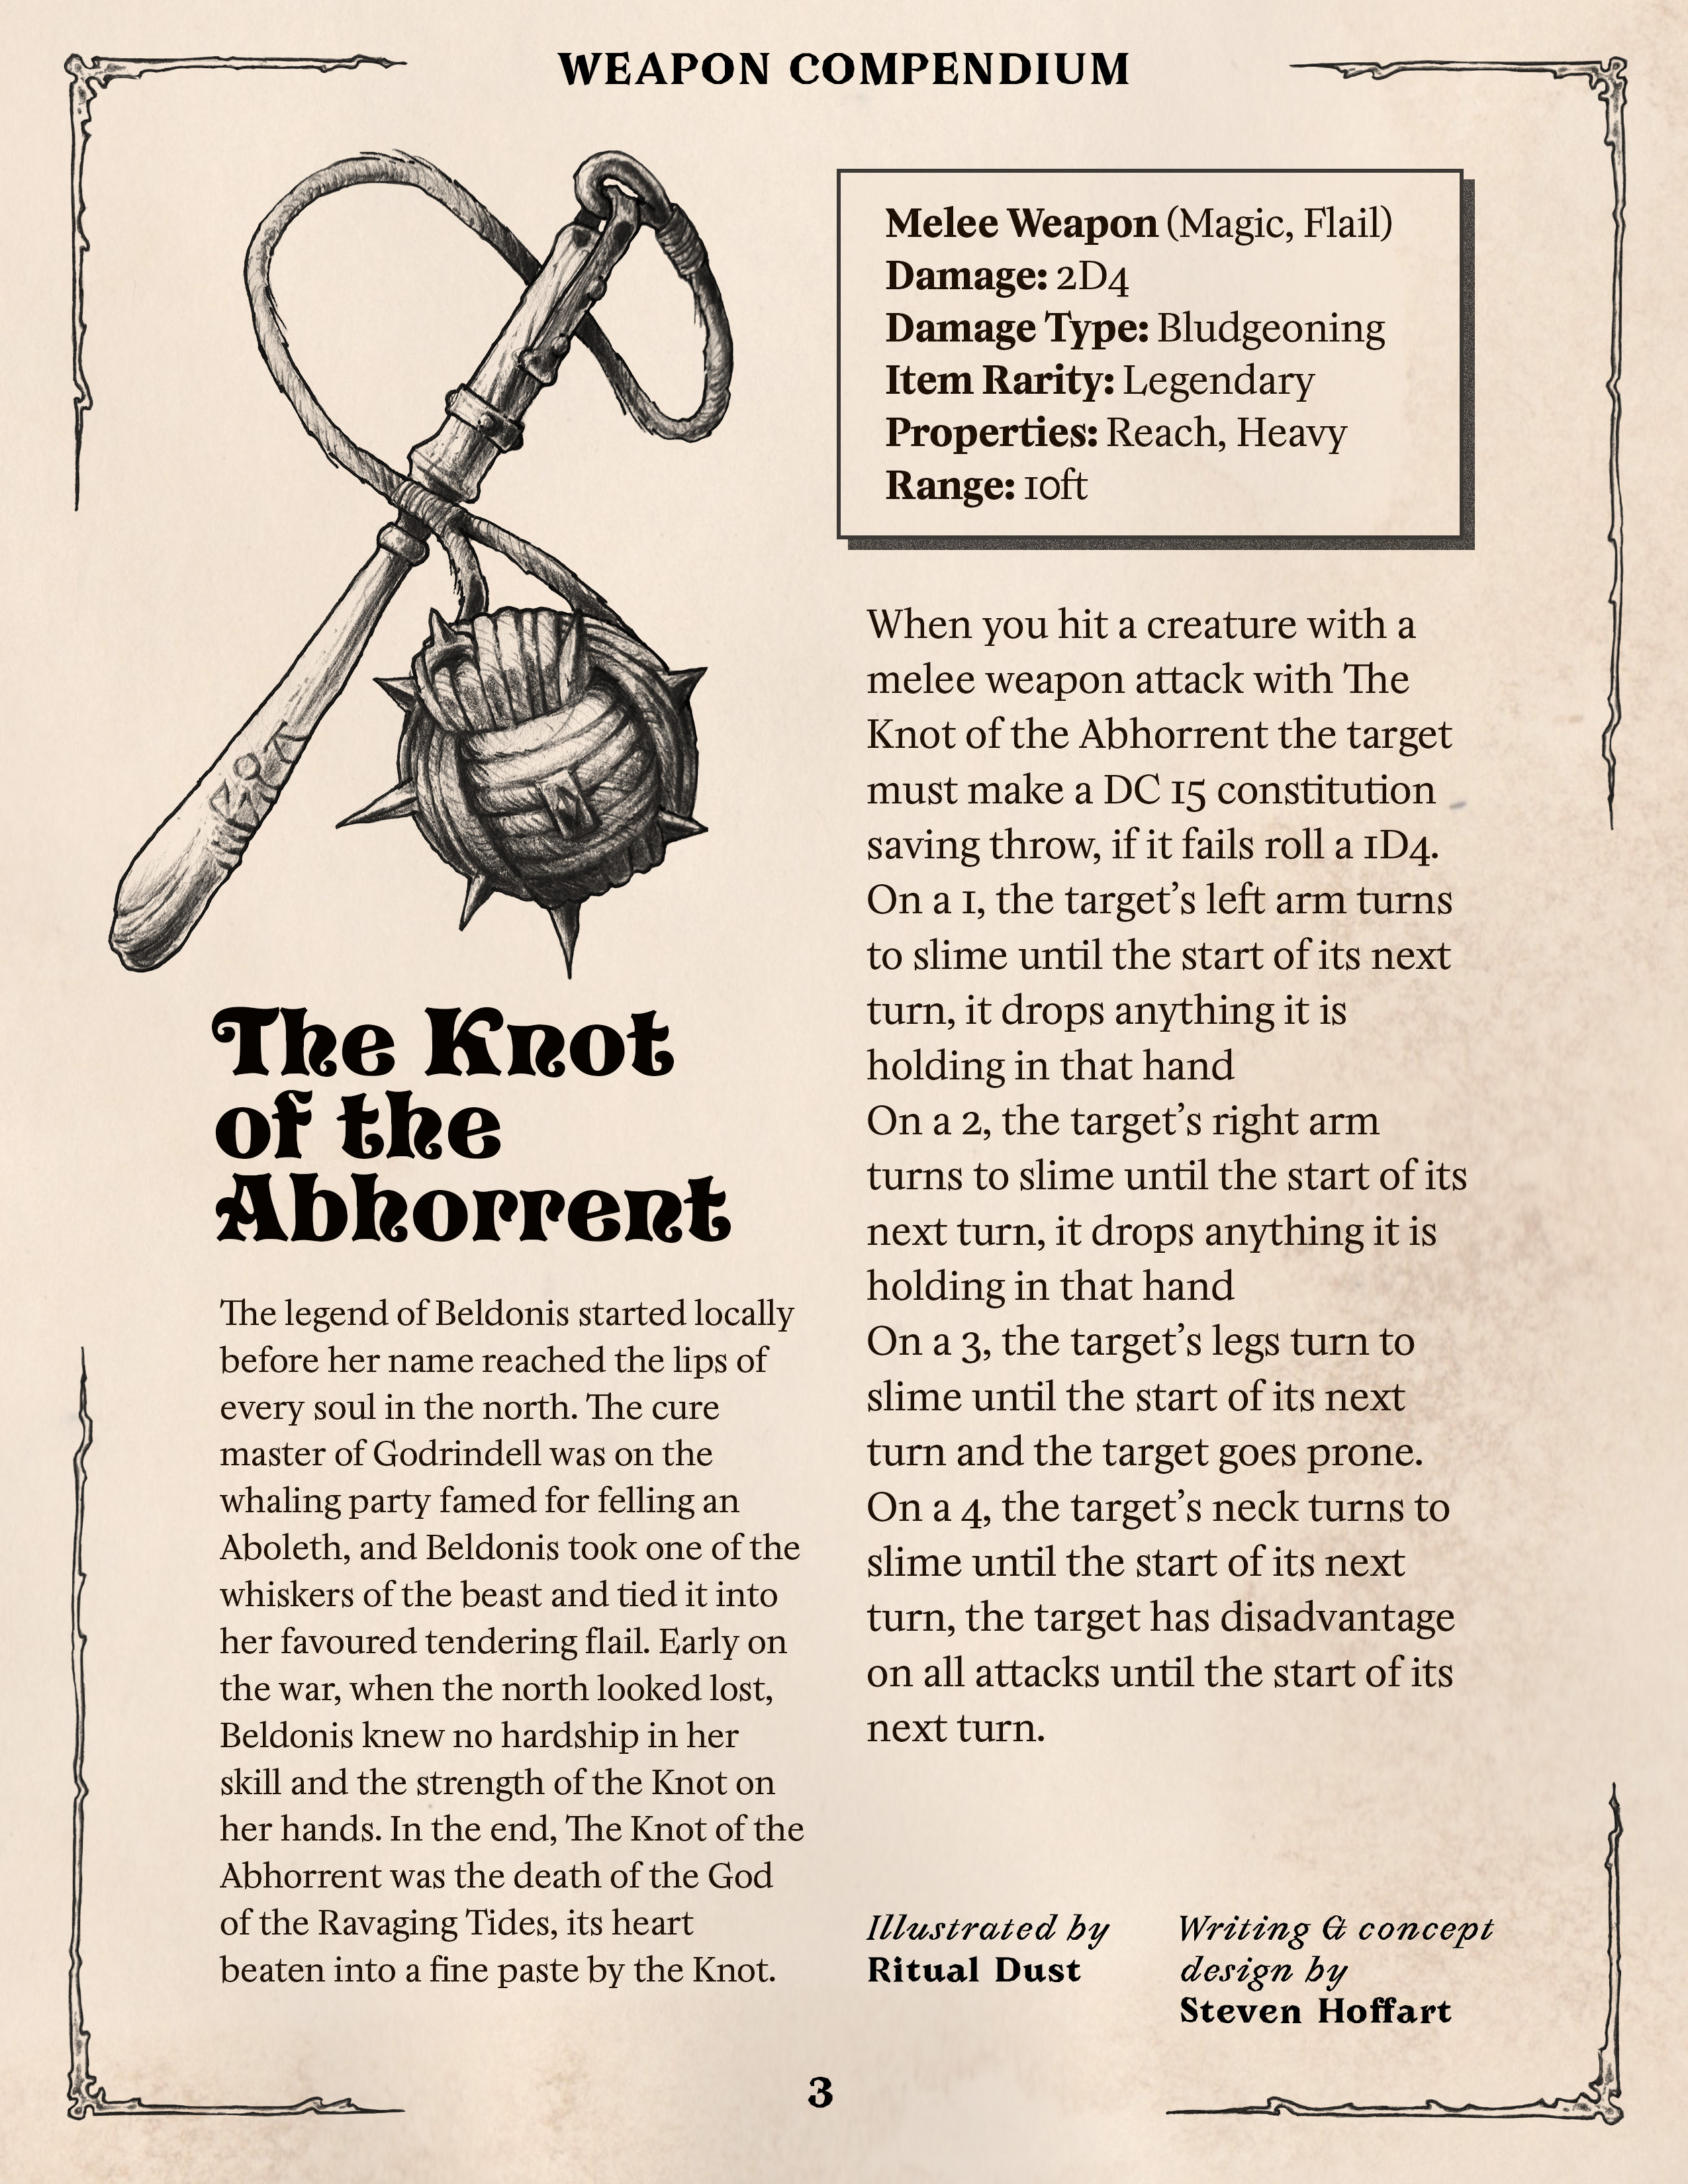 WEAPON COMPENDIUM
The Knot
of the
Abhorrent
The legend of Beldonis started locally
before her name reached the lips of
every soul in the north. The cure
master of Godrindell was on the
whaling party famed for felling an
Aboleth, and Beldonis took one of the
whiskers of the beast and tied it into
her favoured tendering flail. Early on
the war, when the north looked lost,
Beldonis knew no hardship in her
skill and the strength of the Knot on
her hands. In the end, The Knot of the
Abhorrent was the death of the God
of the Ravaging Tides, its heart
beaten into a fine paste by the Knot.
Melee Weapon (Magic, Flail)
Damage: 2D4
Damage Type: Bludgeoning
Item Rarity: Legendary
Properties: Reach, Heavy
Range: 10ft
When you hit a creature with a
melee weapon attack with The
Knot of the Abhorrent the target
must make a DC 15 constitution
saving throw, if it fails roll a 1D4.
On a 1, the target’s left arm turns
to slime until the start of its next
turn, it drops anything it is
holding in that hand
On a 2, the target’s right arm
turns to slime until the start of its
next turn, it drops anything it is
holding in that hand
On a 3, the target’s legs turn to
slime until the start of its next
turn and the target goes prone.
On a 4, the target’s neck turns to
slime until the start of its next
turn, the target has disadvantage
on all attacks until the start of its
next turn.
Illustrated by
Ritual Dust
Writing & concept
design by
Steven Hoffart
3